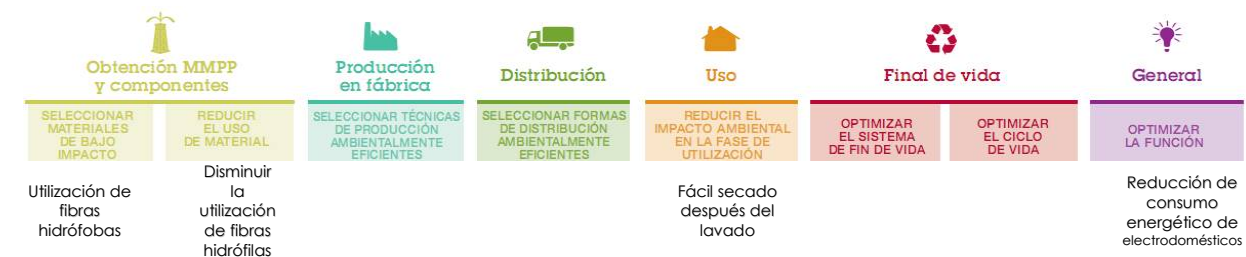 Obtención MMPP
y componentes
Producción
en fábrica
Distribución
Uso
Final de vida
General
SELECCIONAR
MATERIALES
DE BAJO
IMPACTO
REDUCIR
EL USO
DE MATERIAL
SELECCIONAR TÉCNICAS
DE PRODUCCIÓN
AMBIENTALMENTE
EFICIENTES
SELECCIONAR FORMAS
DE DISTRIBUCIÓN
AMBIENTALMENTE
EFICIENTES
REDUCIR EL
IMPACTO AMBIENTAL
EN LA FASE DE
UTILIZACIÓN
OPTIMIZAR
EL SISTEMA
DE FIN DE VIDA
OPTIMIZAR
EL CICLO
DE VIDA
OPTIMIZAR
LA FUNCIÓN
Utilización de
fibras
hidrófobas
Disminuir
la
utilización
de fibras
hidrófilas
Fácil secado
después del
lavado
Reducción de
consumo
energético de
electrodomésticos